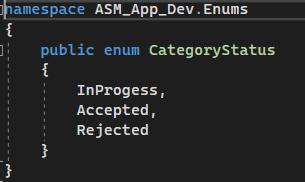 namespace ASM_App_Dev.Enums
{
public enum CategoryStatus
{
InProgess,
Accepted,
Rejected
}
}